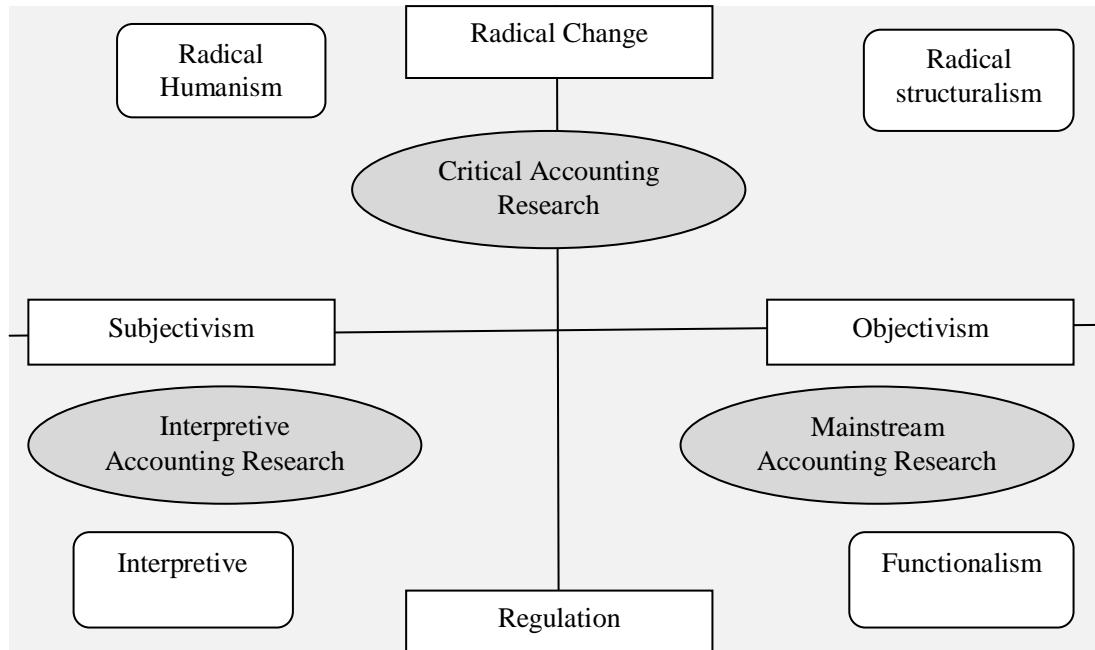 Radical Change
Radical
Humanism
Radical
structuralism
Critical Accounting
Research
Subjectivism
Objectivism
Interpretive
Accounting Research
Mainstream
Accounting Research
Interpretive
Functionalism
Regulation